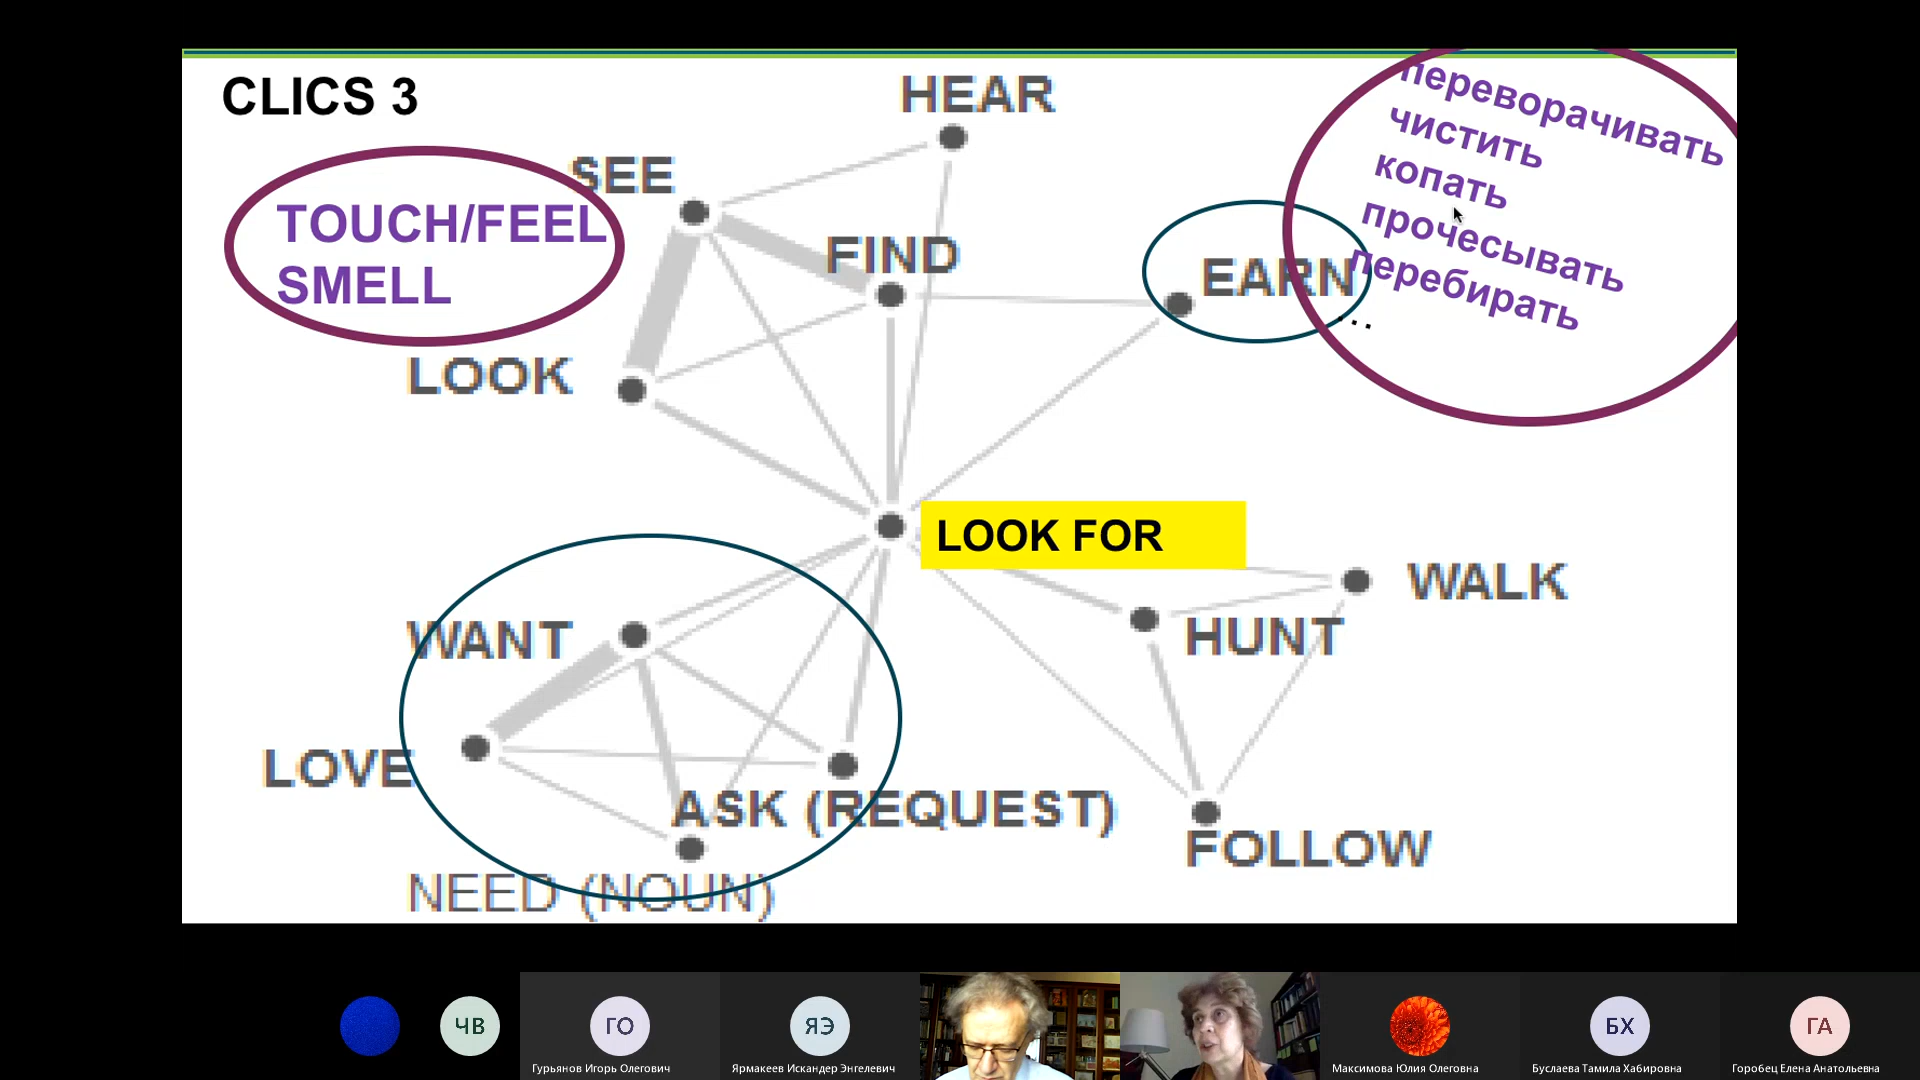 CLICS 3
HEAR
SEE
TOUCH/FEEL
SMELL
FIND
EARN
переворачивать
чистить
копать
прочесывать
перебирать
...
LOOK
LOOK FOR
WANT
HUNT
WALK
LOVE
ASK (REQUEST)
FOLLOW
NEED (NOUN)
ЧВ
ГО
ЯЭ
БХ
ГА
Гурьянов Игорь Олегович
Ярмакеев Искандер Энгелевич
Максимова Юлия Олеговна
Буслаева Тамила Хабировна
Горобец Елена Анатольевна